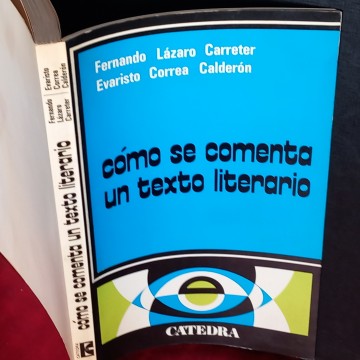 Fernando Lázaro Carreter
Evaristo Correa Calderón
cómo se comenta
un texto literario
CATEDRA
Fernando Lázaro Carreter
Evaristo Correa Calderón
cómo se comenta un texto literario